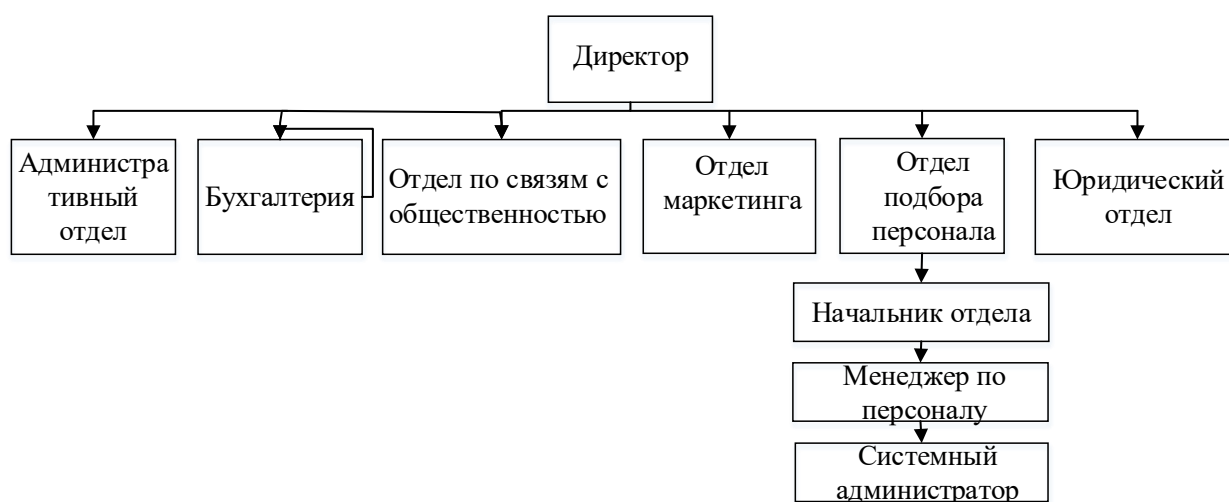 Директор
Администра
тивный
отдел
Бухгалтерия
Отдел по связям с
общественностью
Отдел
маркетинга
Отдел
подбора
персонала
Юридический
отдел
Начальник отдела
Менеджер по
персоналу
Системный
администратор